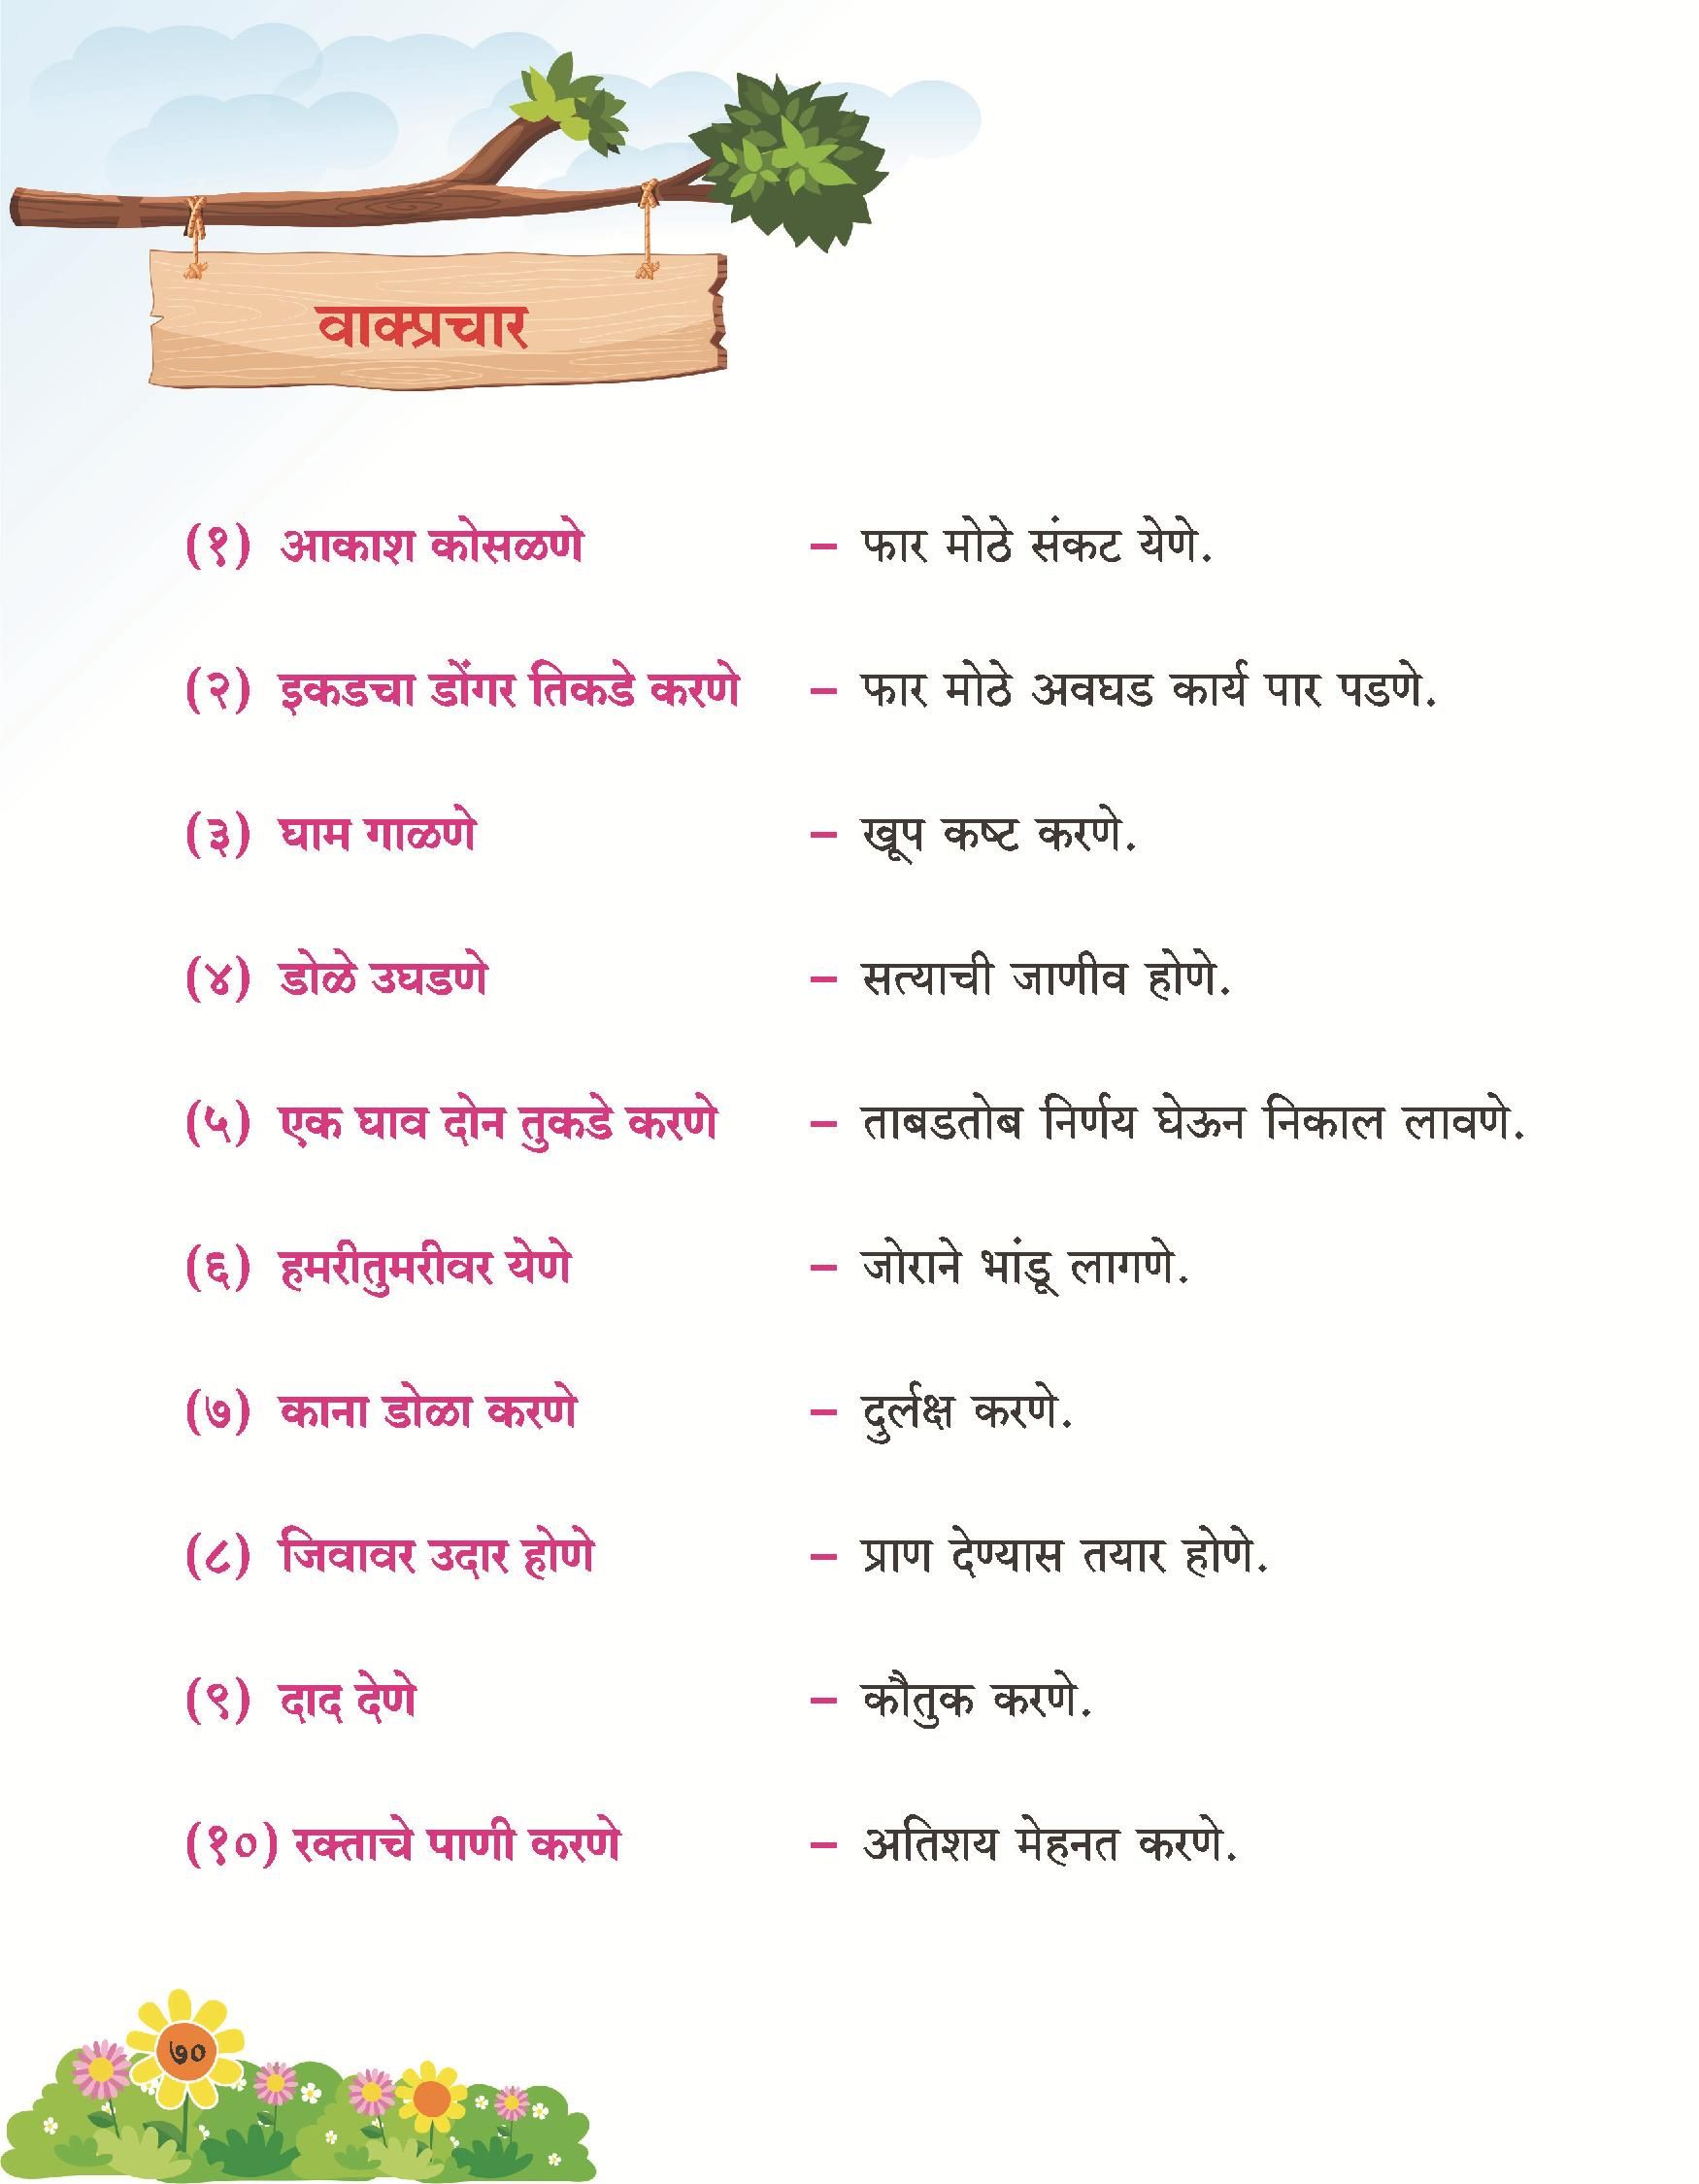 वाक्प्रचार
(१) आकाश कोसळणे – फार मोठे संकट येणे.
(२) इकडचा डोंगर तिकडे करणे – फार मोठे अवघड कार्य पार पडणे.
(३) घाम गाळणे – खूप कष्ट करणे.
(४) डोळे उघडणे – सत्याची जाणीव होणे.
(५) एक घाव दोन तुकडे करणे – ताबडतोब निर्णय घेऊन निकाल लावणे.
(६) हमरीतुमरीवर येणे – जोराने भांडू लागणे.
(७) काना डोळा करणे – दुर्लक्ष करणे.
(८) जिवावर उदार होणे – प्राण देण्यास तयार होणे.
(९) दाद देणे – कौतुक करणे.
(१०) रक्ताचे पाणी करणे – अतिशय मेहनत करणे.
७०